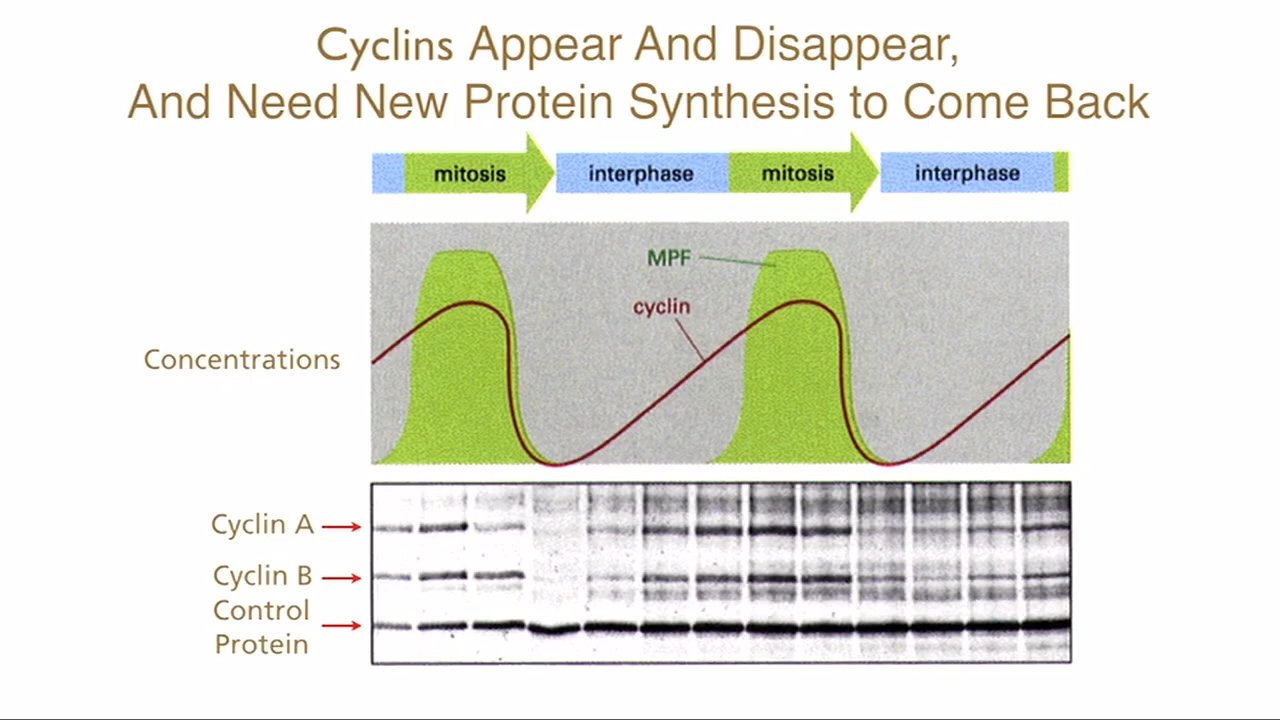 Cyclins Appear And Disappear,
And Need New Protein Synthesis to Come Back
mitosis
interphase
mitosis
interphase
MPF
cyclin
Concentrations
Cyclin A
Cyclin B
Control
Protein